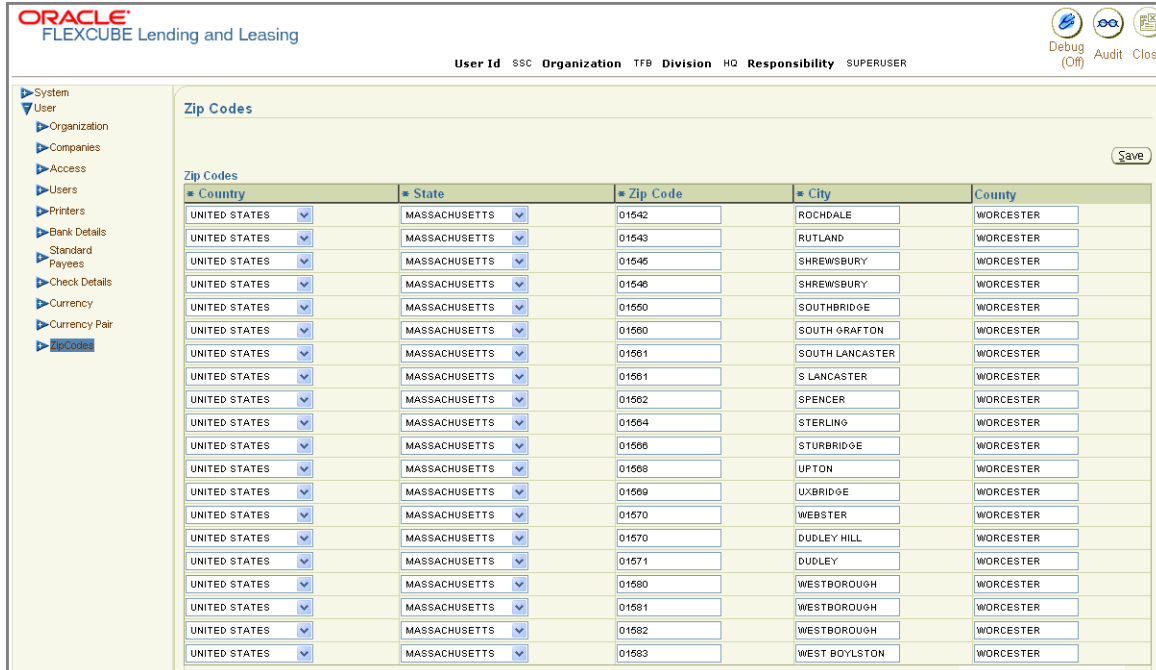 ORACLE®
FLEXCUBE Lending and Leasing
Debug (Off) Audit Clos
User Id SSC Organization TFB Division HQ Responsibility SUPERUSER
System
User
Organization
Companies
Access
Users
Printers
Bank Details
Standard Payees
Check Details
Currency
Currency Pair
ZipCodes
Zip Codes
Save
Zip Codes
* Country * State * Zip Code * City County
UNITED STATES MASSACHUSETTS 01542 ROCHDALE WORCESTER
UNITED STATES MASSACHUSETTS 01543 RUTLAND WORCESTER
UNITED STATES MASSACHUSETTS 01545 SHREWSBURY WORCESTER
UNITED STATES MASSACHUSETTS 01546 SHREWSBURY WORCESTER
UNITED STATES MASSACHUSETTS 01550 SOUTHBRIDGE WORCESTER
UNITED STATES MASSACHUSETTS 01560 SOUTH GRAFTON WORCESTER
UNITED STATES MASSACHUSETTS 01561 SOUTH LANCASTER WORCESTER
UNITED STATES MASSACHUSETTS 01561 S LANCASTER WORCESTER
UNITED STATES MASSACHUSETTS 01562 SPENCER WORCESTER
UNITED STATES MASSACHUSETTS 01564 STERLING WORCESTER
UNITED STATES MASSACHUSETTS 01566 STURBRIDGE WORCESTER
UNITED STATES MASSACHUSETTS 01568 UPTON WORCESTER
UNITED STATES MASSACHUSETTS 01569 UXBRIDGE WORCESTER
UNITED STATES MASSACHUSETTS 01570 WEBSTER WORCESTER
UNITED STATES MASSACHUSETTS 01570 DUDLEY HILL WORCESTER
UNITED STATES MASSACHUSETTS 01571 DUDLEY WORCESTER
UNITED STATES MASSACHUSETTS 01580 WESTBOROUGH WORCESTER
UNITED STATES MASSACHUSETTS 01581 WESTBOROUGH WORCESTER
UNITED STATES MASSACHUSETTS 01582 WESTBOROUGH WORCESTER
UNITED STATES MASSACHUSETTS 01583 WEST BOYLSTON WORCESTER